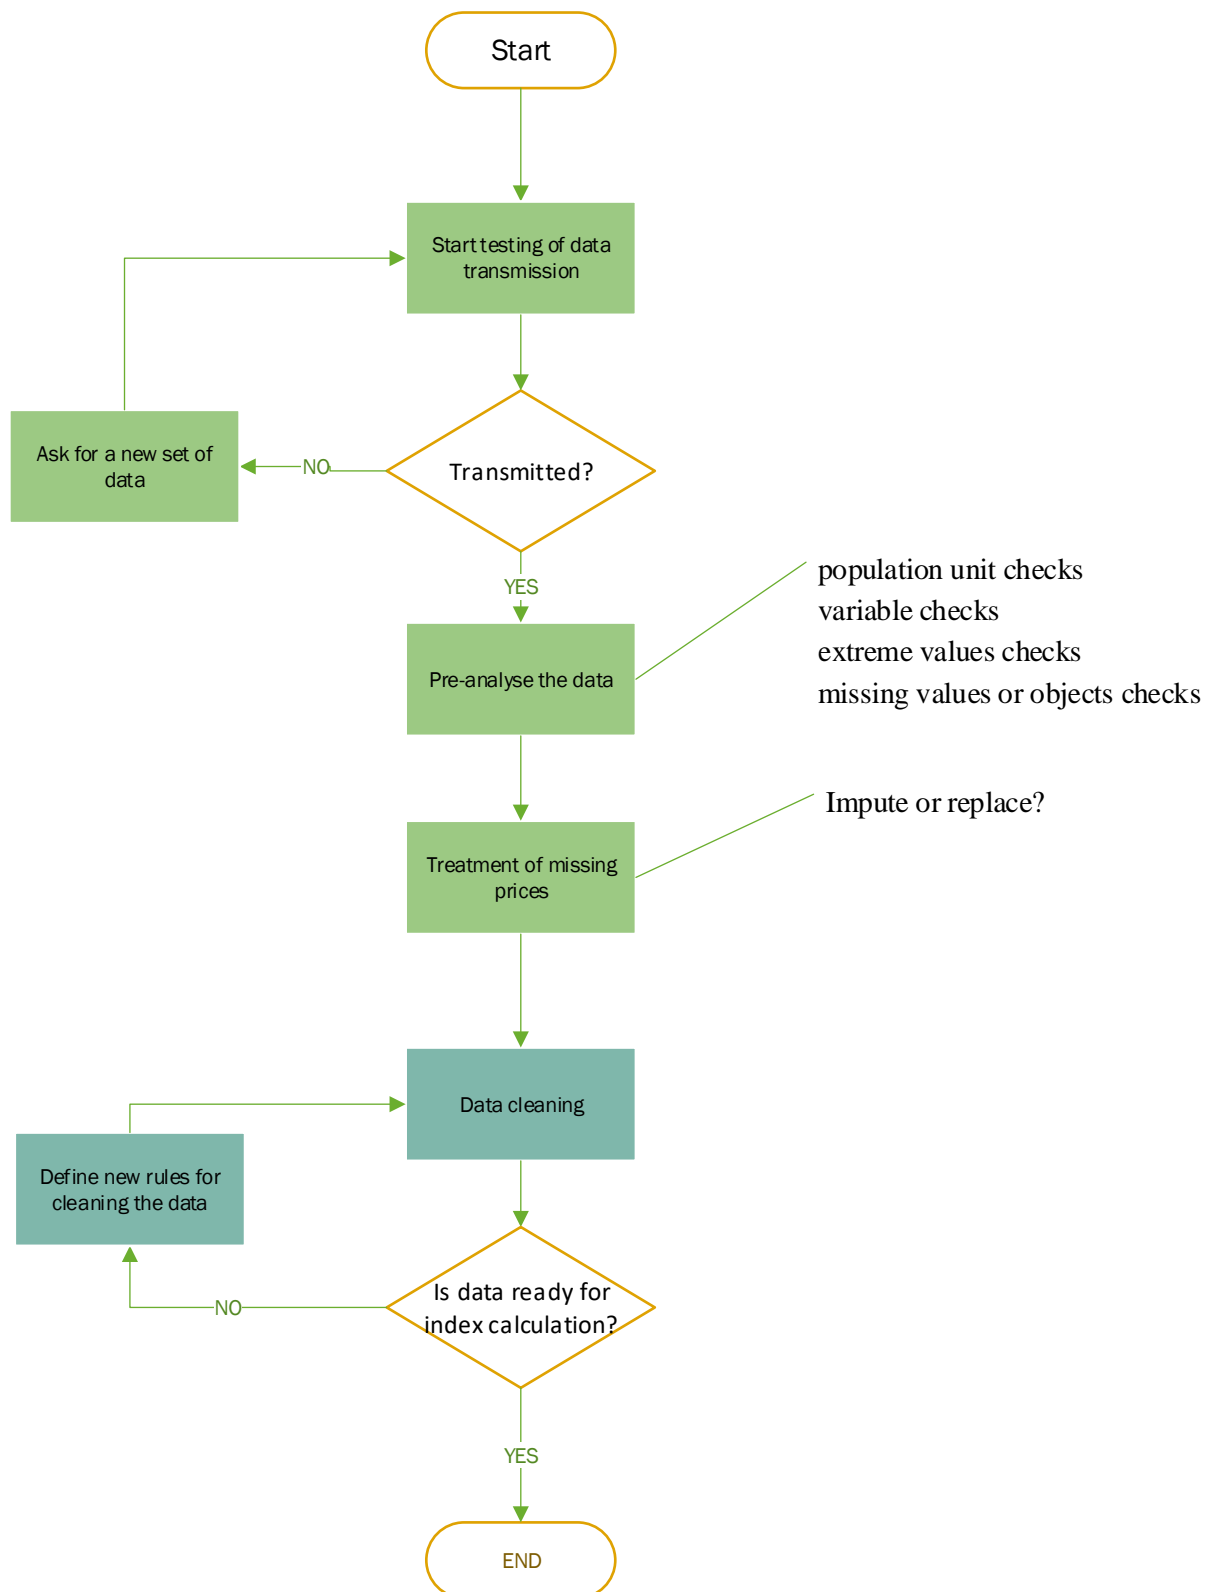 Start
Start testing of data
transmission
Ask for a new set of
data
NO
Transmitted?
YES
Pre-analyse the data
population unit checks
variable checks
extreme values checks
missing values or objects checks
Treatment of missing
prices
Impute or replace?
Data cleaning
Define new rules for
cleaning the data
NO
Is data ready for
index calculation?
YES
END